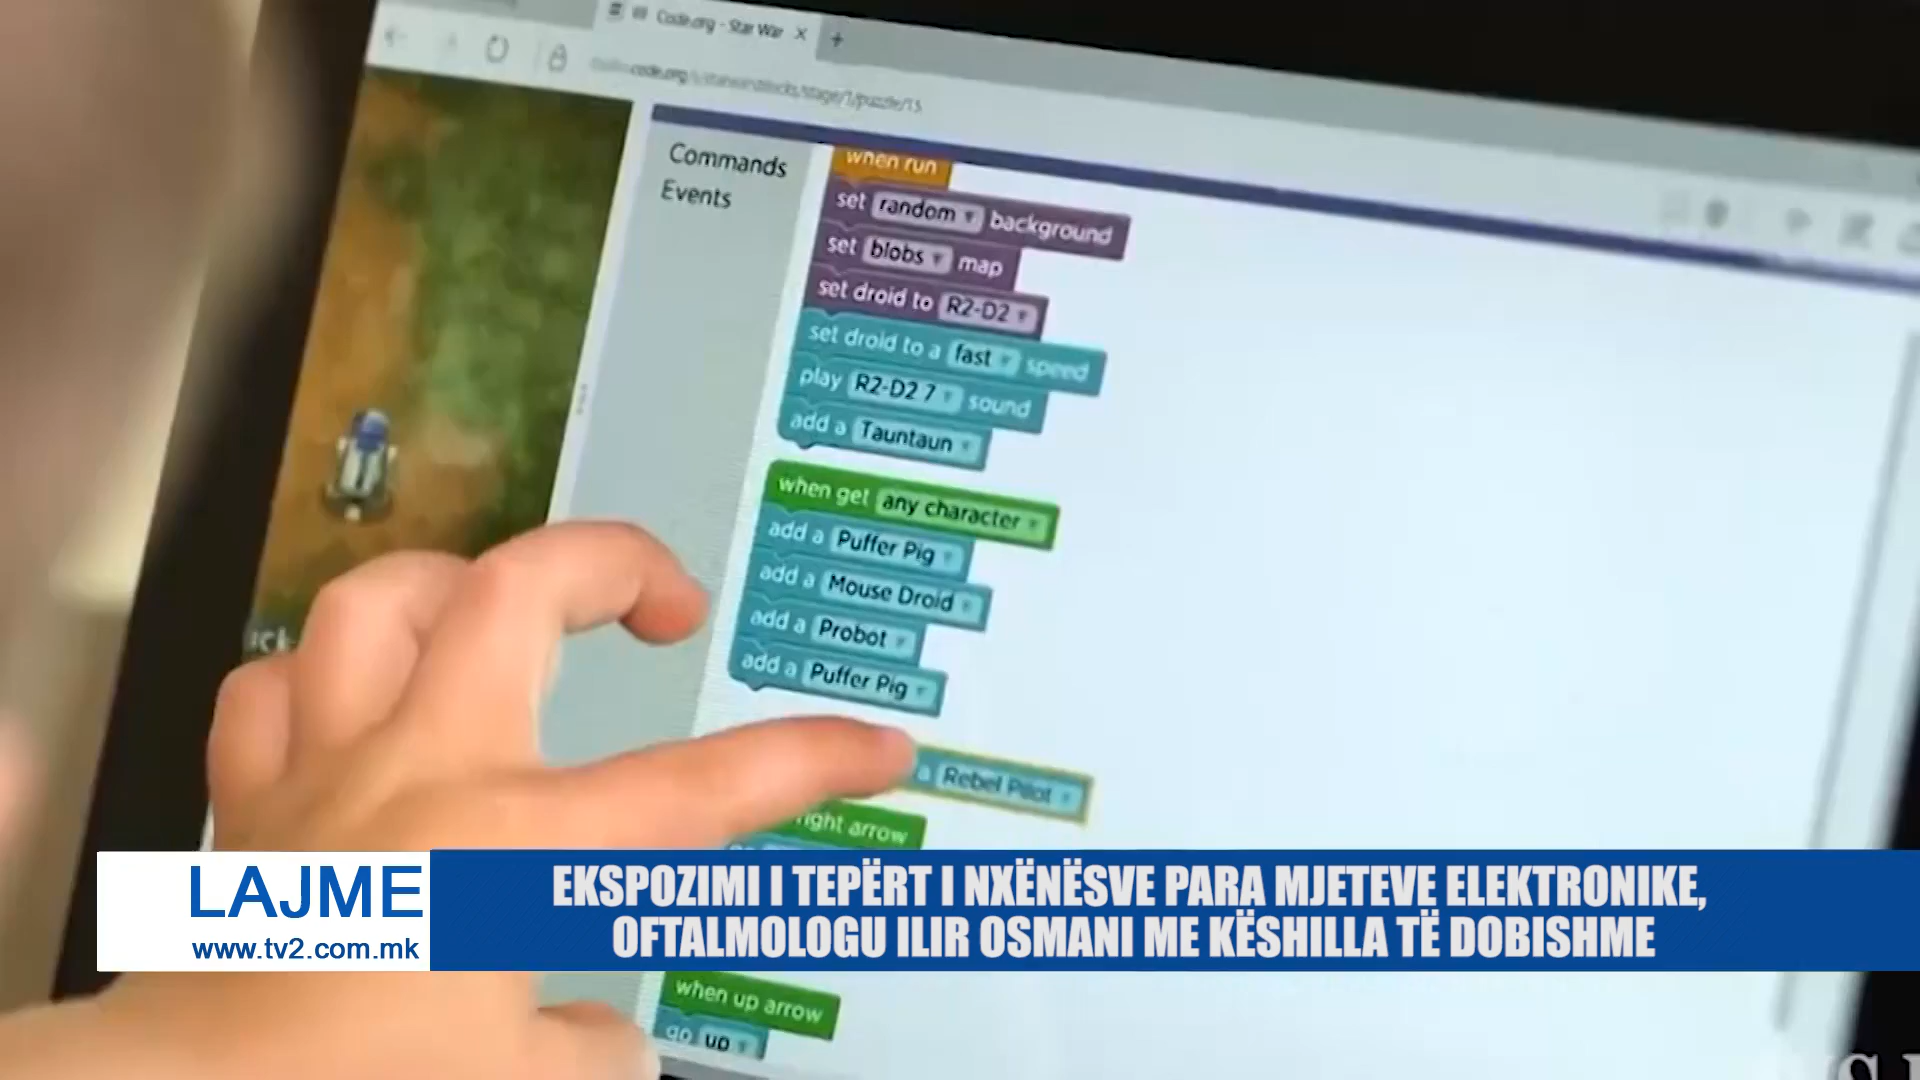 Code.org - Star War
code.org
Commands
Events
when run
set random background
set blobs map
set droid to R2-D2
set droid to a fast speed
play R2-D2 7 sound
add a Tauntaun
when get any character
add a Puffer Pig
add a Mouse Droid
add a Probot
add a Puffer Pig
a Rebel Pilot
right arrow
LAJME
www.tv2.com.mk
EKSPOZIMI I TEPËRT I NXËNËSVE PARA MJETEVE ELEKTRONIKE,
OFTALMOLOGU ILIR OSMANI ME KËSHILLA TË DOBISHME
when up arrow
go up